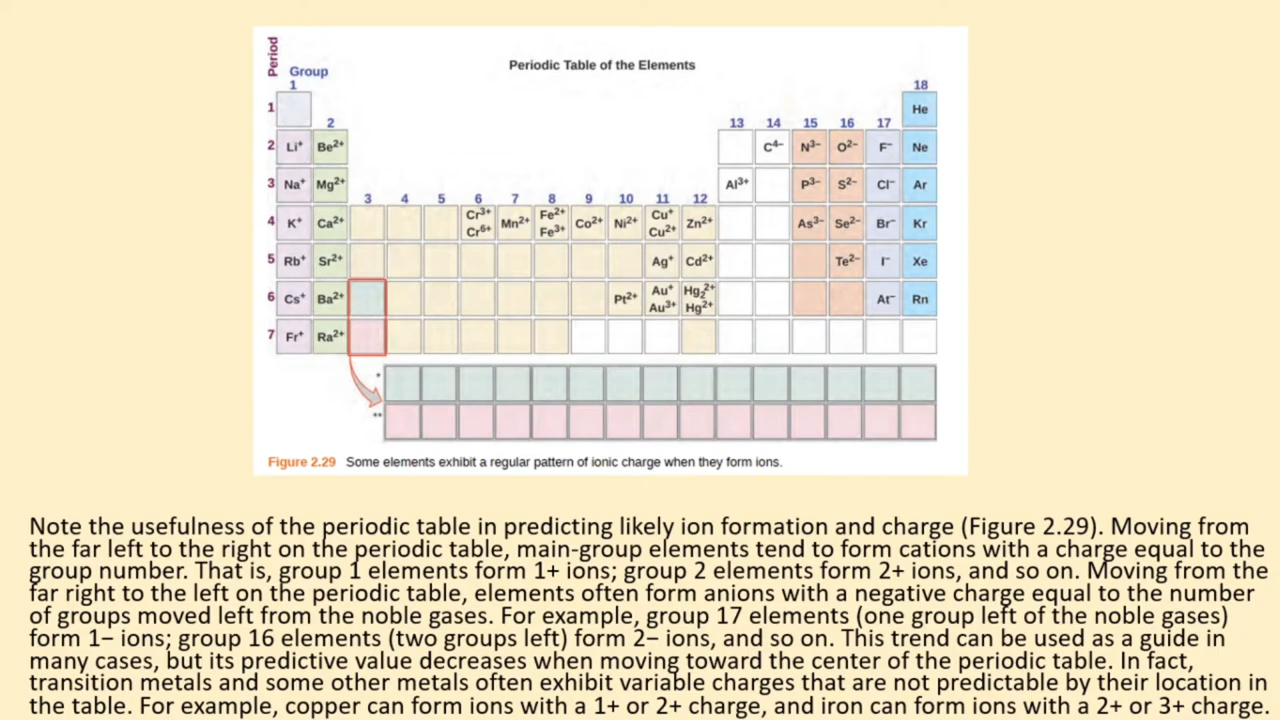 Periodic Table of the Elements
Period
Group
1 18
1 He
2 13 14 15 16 17
2 Li⁺ Be²⁺ C⁴⁻ N³⁻ O²⁻ F⁻ Ne
3 Na⁺ Mg²⁺ Al³⁺ P³⁻ S²⁻ Cl⁻ Ar
3 4 5 6 7 8 9 10 11 12
4 K⁺ Ca²⁺ Cr³⁺ Cr⁶⁺ Mn²⁺ Fe²⁺ Fe³⁺ Co²⁺ Ni²⁺ Cu⁺ Cu²⁺ Zn²⁺ As³⁻ Se²⁻ Br⁻ Kr
5 Rb⁺ Sr²⁺ Ag⁺ Cd²⁺ Te²⁻ I⁻ Xe
6 Cs⁺ Ba²⁺ Pt²⁺ Au⁺ Au³⁺ Hg₂²⁺ Hg²⁺ At⁻ Rn
7 Fr⁺ Ra²⁺
*
**
Figure 2.29 Some elements exhibit a regular pattern of ionic charge when they form ions.
Note the usefulness of the periodic table in predicting likely ion formation and charge (Figure 2.29). Moving from
the far left to the right on the periodic table, main-group elements tend to form cations with a charge equal to the
group number. That is, group 1 elements form 1+ ions; group 2 elements form 2+ ions, and so on. Moving from the
far right to the left on the periodic table, elements often form anions with a negative charge equal to the number
of groups moved left from the noble gases. For example, group 17 elements (one group left of the noble gases)
form 1− ions; group 16 elements (two groups left) form 2− ions, and so on. This trend can be used as a guide in
many cases, but its predictive value decreases when moving toward the center of the periodic table. In fact,
transition metals and some other metals often exhibit variable charges that are not predictable by their location in
the table. For example, copper can form ions with a 1+ or 2+ charge, and iron can form ions with a 2+ or 3+ charge.